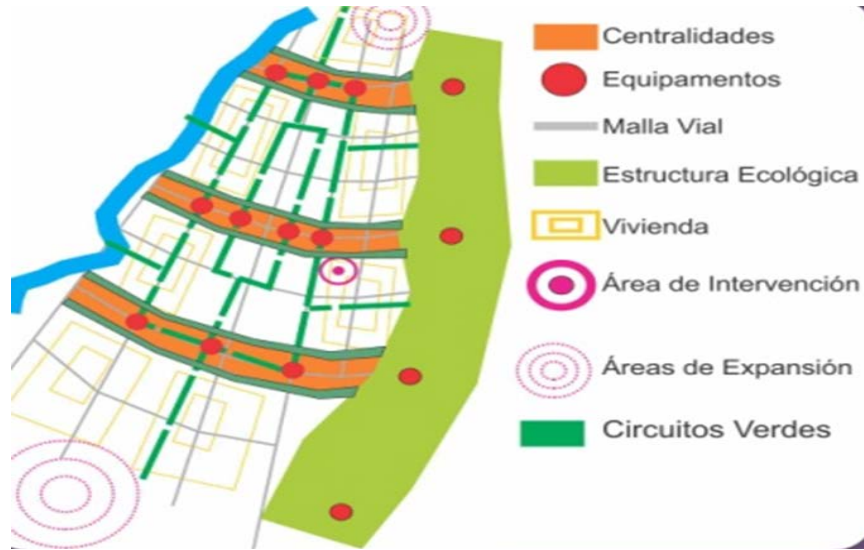 Centralidades
Equipamentos
Malla Vial
Estructura Ecológica
Vivienda
Área de Intervención
Áreas de Expansión
Circuitos Verdes